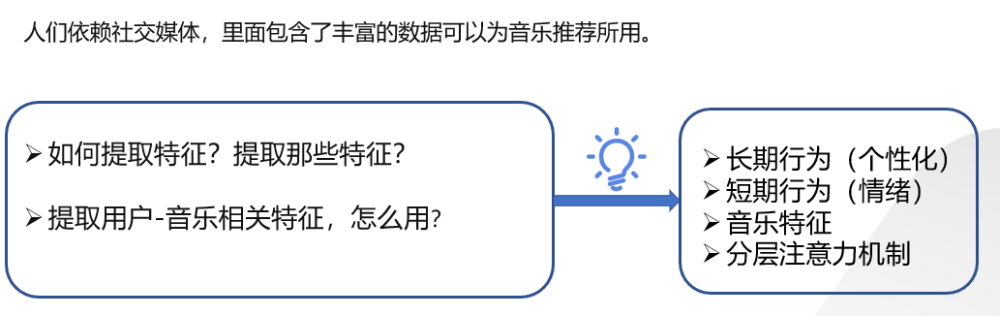 人们依赖社交媒体，里面包含了丰富的数据可以为音乐推荐所用。
➢如何提取特征？提取那些特征？
➢提取用户-音乐相关特征，怎么用?
➢长期行为（个性化）
➢短期行为（情绪）
➢音乐特征
➢分层注意力机制